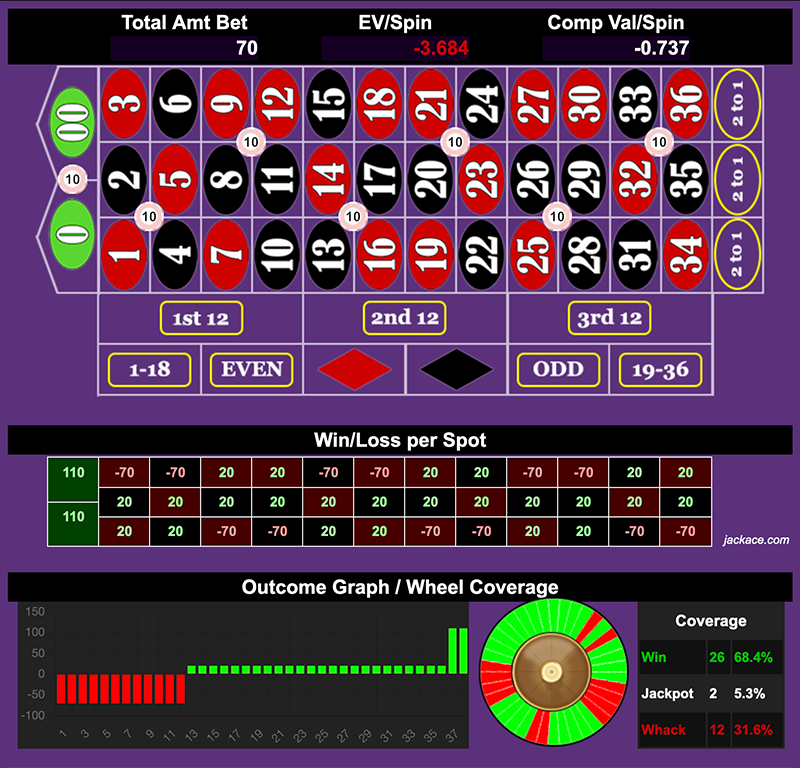 Total Amt Bet EV/Spin Comp Val/Spin
70 -3.684 -0.737
00 3 6 9 12 15 18 21 24 27 30 33 36 2 to 1
10 10 10
10 2 5 8 11 14 17 20 23 26 29 32 35 2 to 1
10 10 10
0 1 4 7 10 13 16 19 22 25 28 31 34 2 to 1
1st 12 2nd 12 3rd 12
1-18 EVEN ODD 19-36
Win/Loss per Spot
110 -70 -70 20 20 -70 -70 20 20 -70 -70 20 20
20 20 20 20 20 20 20 20 20 20 20 20
110 20 20 -70 -70 20 20 -70 -70 20 20 -70 -70
jackace.com
Outcome Graph / Wheel Coverage
150
100
50
0
-50
-100
1 3 5 7 9 11 13 15 17 19 21 23 25 27 29 31 33 35 37
Coverage
Win 26 68.4%
Jackpot 2 5.3%
Whack 12 31.6%